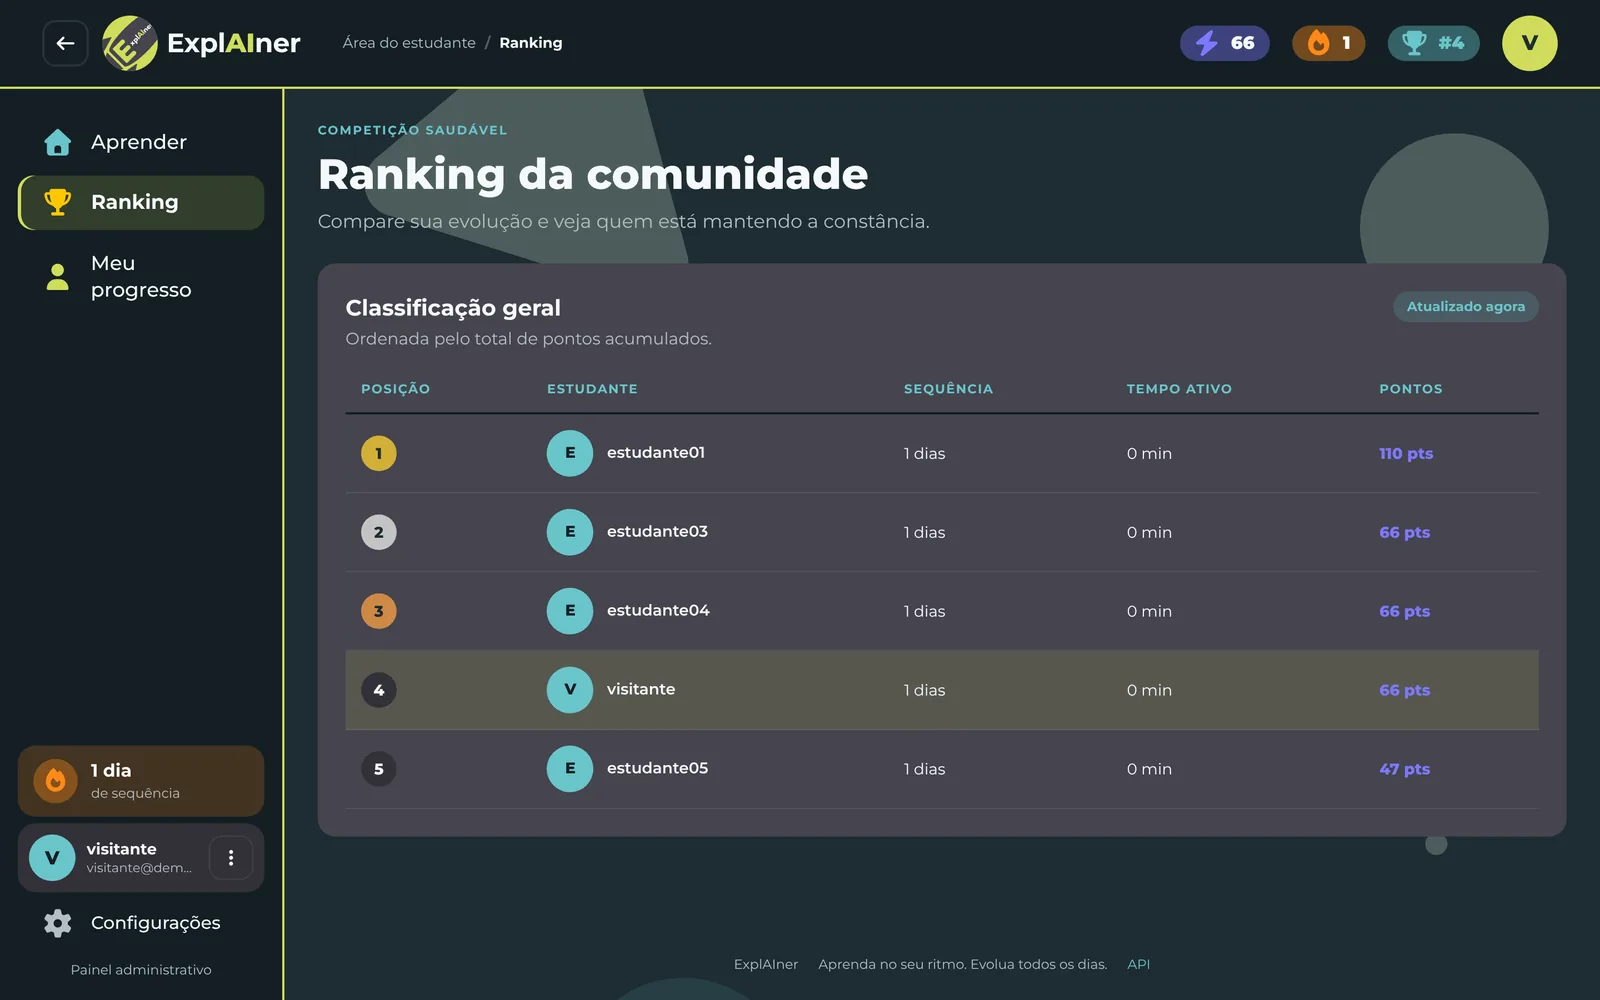 ExplAIner
ExplAIner
Área do estudante / Ranking
66
1
#4
V
Aprender
Ranking
Meu
progresso
1 dia
de sequência
V
visitante
visitante@dem...
Configurações
Painel administrativo
COMPETIÇÃO SAUDÁVEL
Ranking da comunidade
Compare sua evolução e veja quem está mantendo a constância.
Classificação geral
Atualizado agora
Ordenada pelo total de pontos acumulados.
POSIÇÃO ESTUDANTE SEQUÊNCIA TEMPO ATIVO PONTOS
1 E estudante01 1 dias 0 min 110 pts
2 E estudante03 1 dias 0 min 66 pts
3 E estudante04 1 dias 0 min 66 pts
4 V visitante 1 dias 0 min 66 pts
5 E estudante05 1 dias 0 min 47 pts
ExplAIner Aprenda no seu ritmo. Evolua todos os dias. API